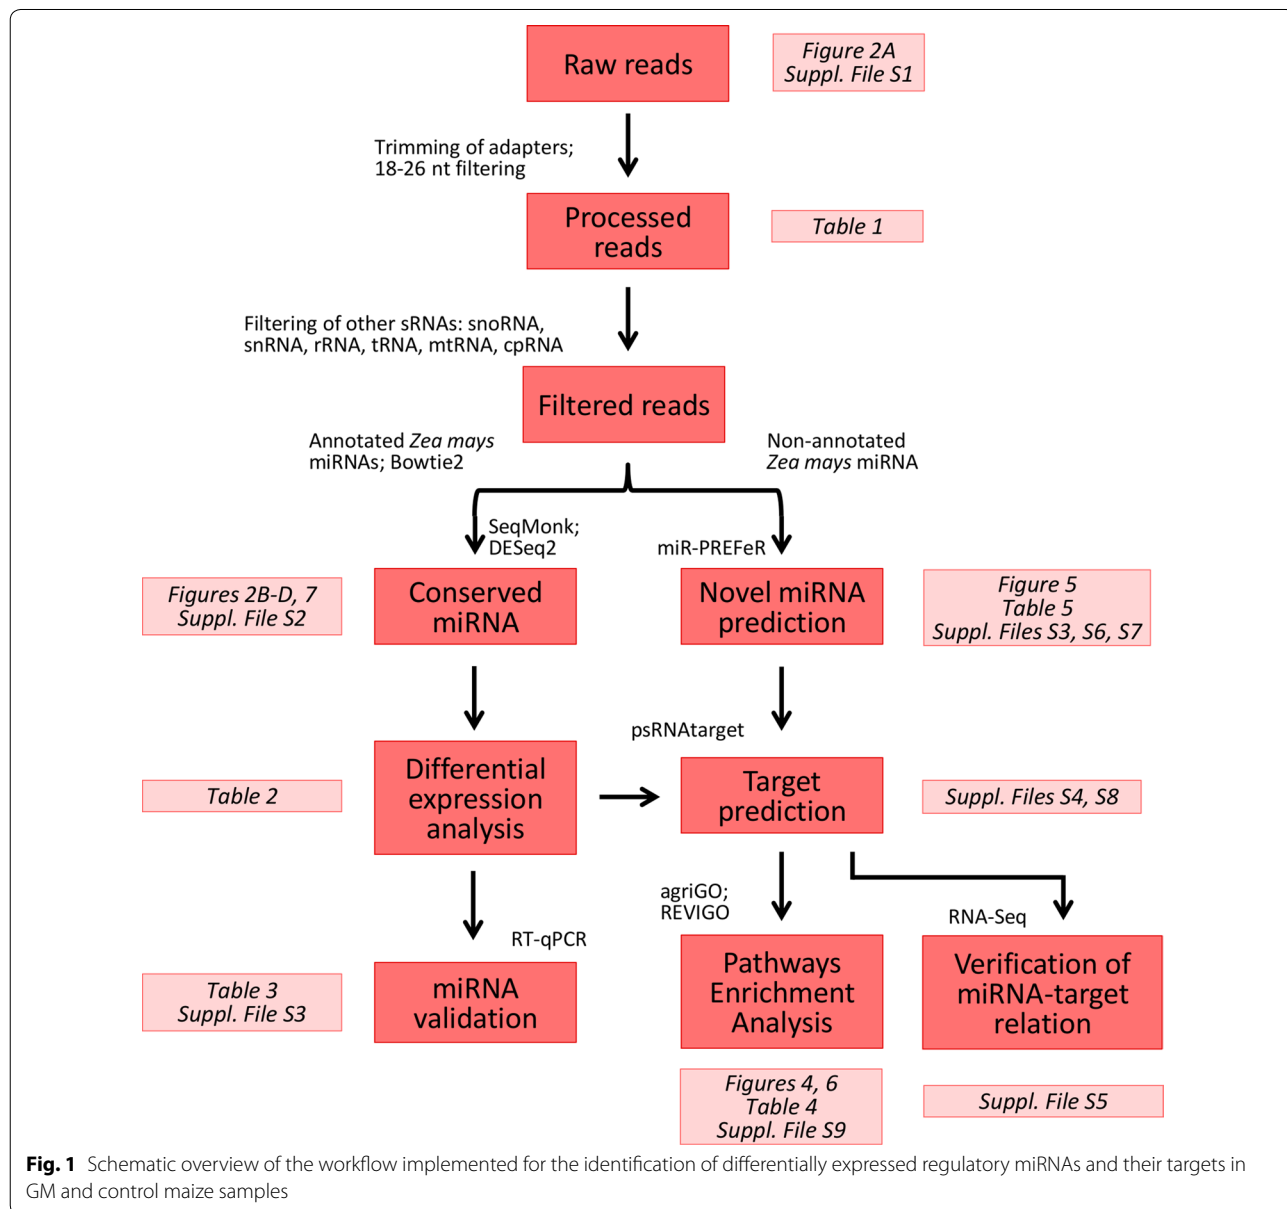 Raw reads
Figure 2A
Suppl. File S1
Trimming of adapters;
18-26 nt filtering
Processed
reads
Table 1
Filtering of other sRNAs: snoRNA,
snRNA, rRNA, tRNA, mtRNA, cpRNA
Filtered reads
Annotated Zea mays
miRNAs; Bowtie2
Non-annotated
Zea mays miRNA
SeqMonk;
DESeq2
miR-PREFeR
Figures 2B-D, 7
Suppl. File S2
Conserved
miRNA
Novel miRNA
prediction
Figure 5
Table 5
Suppl. Files S3, S6, S7
psRNAtarget
Table 2
Differential
expression
analysis
Target
prediction
Suppl. Files S4, S8
RT-qPCR
agriGO;
REVIGO
RNA-Seq
Table 3
Suppl. File S3
miRNA
validation
Pathways
Enrichment
Analysis
Verification of
miRNA-target
relation
Figures 4, 6
Table 4
Suppl. File S9
Suppl. File S5
Fig. 1 Schematic overview of the workflow implemented for the identification of differentially expressed regulatory miRNAs and their targets in
GM and control maize samples